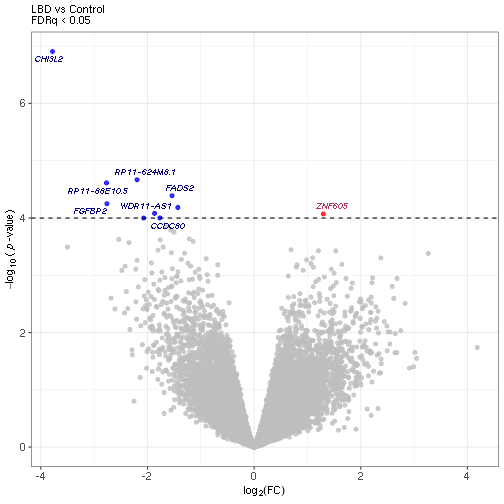 LBD vs Control
FDRq < 0.05
CHI3L2
6
RP11-624M8.1
RP11-88E10.5
FADS2
FGFBP2
WDR11-AS1
ZNF605
4
CCDC80
−log10(p-value)
2
0
-4
-2
0
2
4
log2(FC)